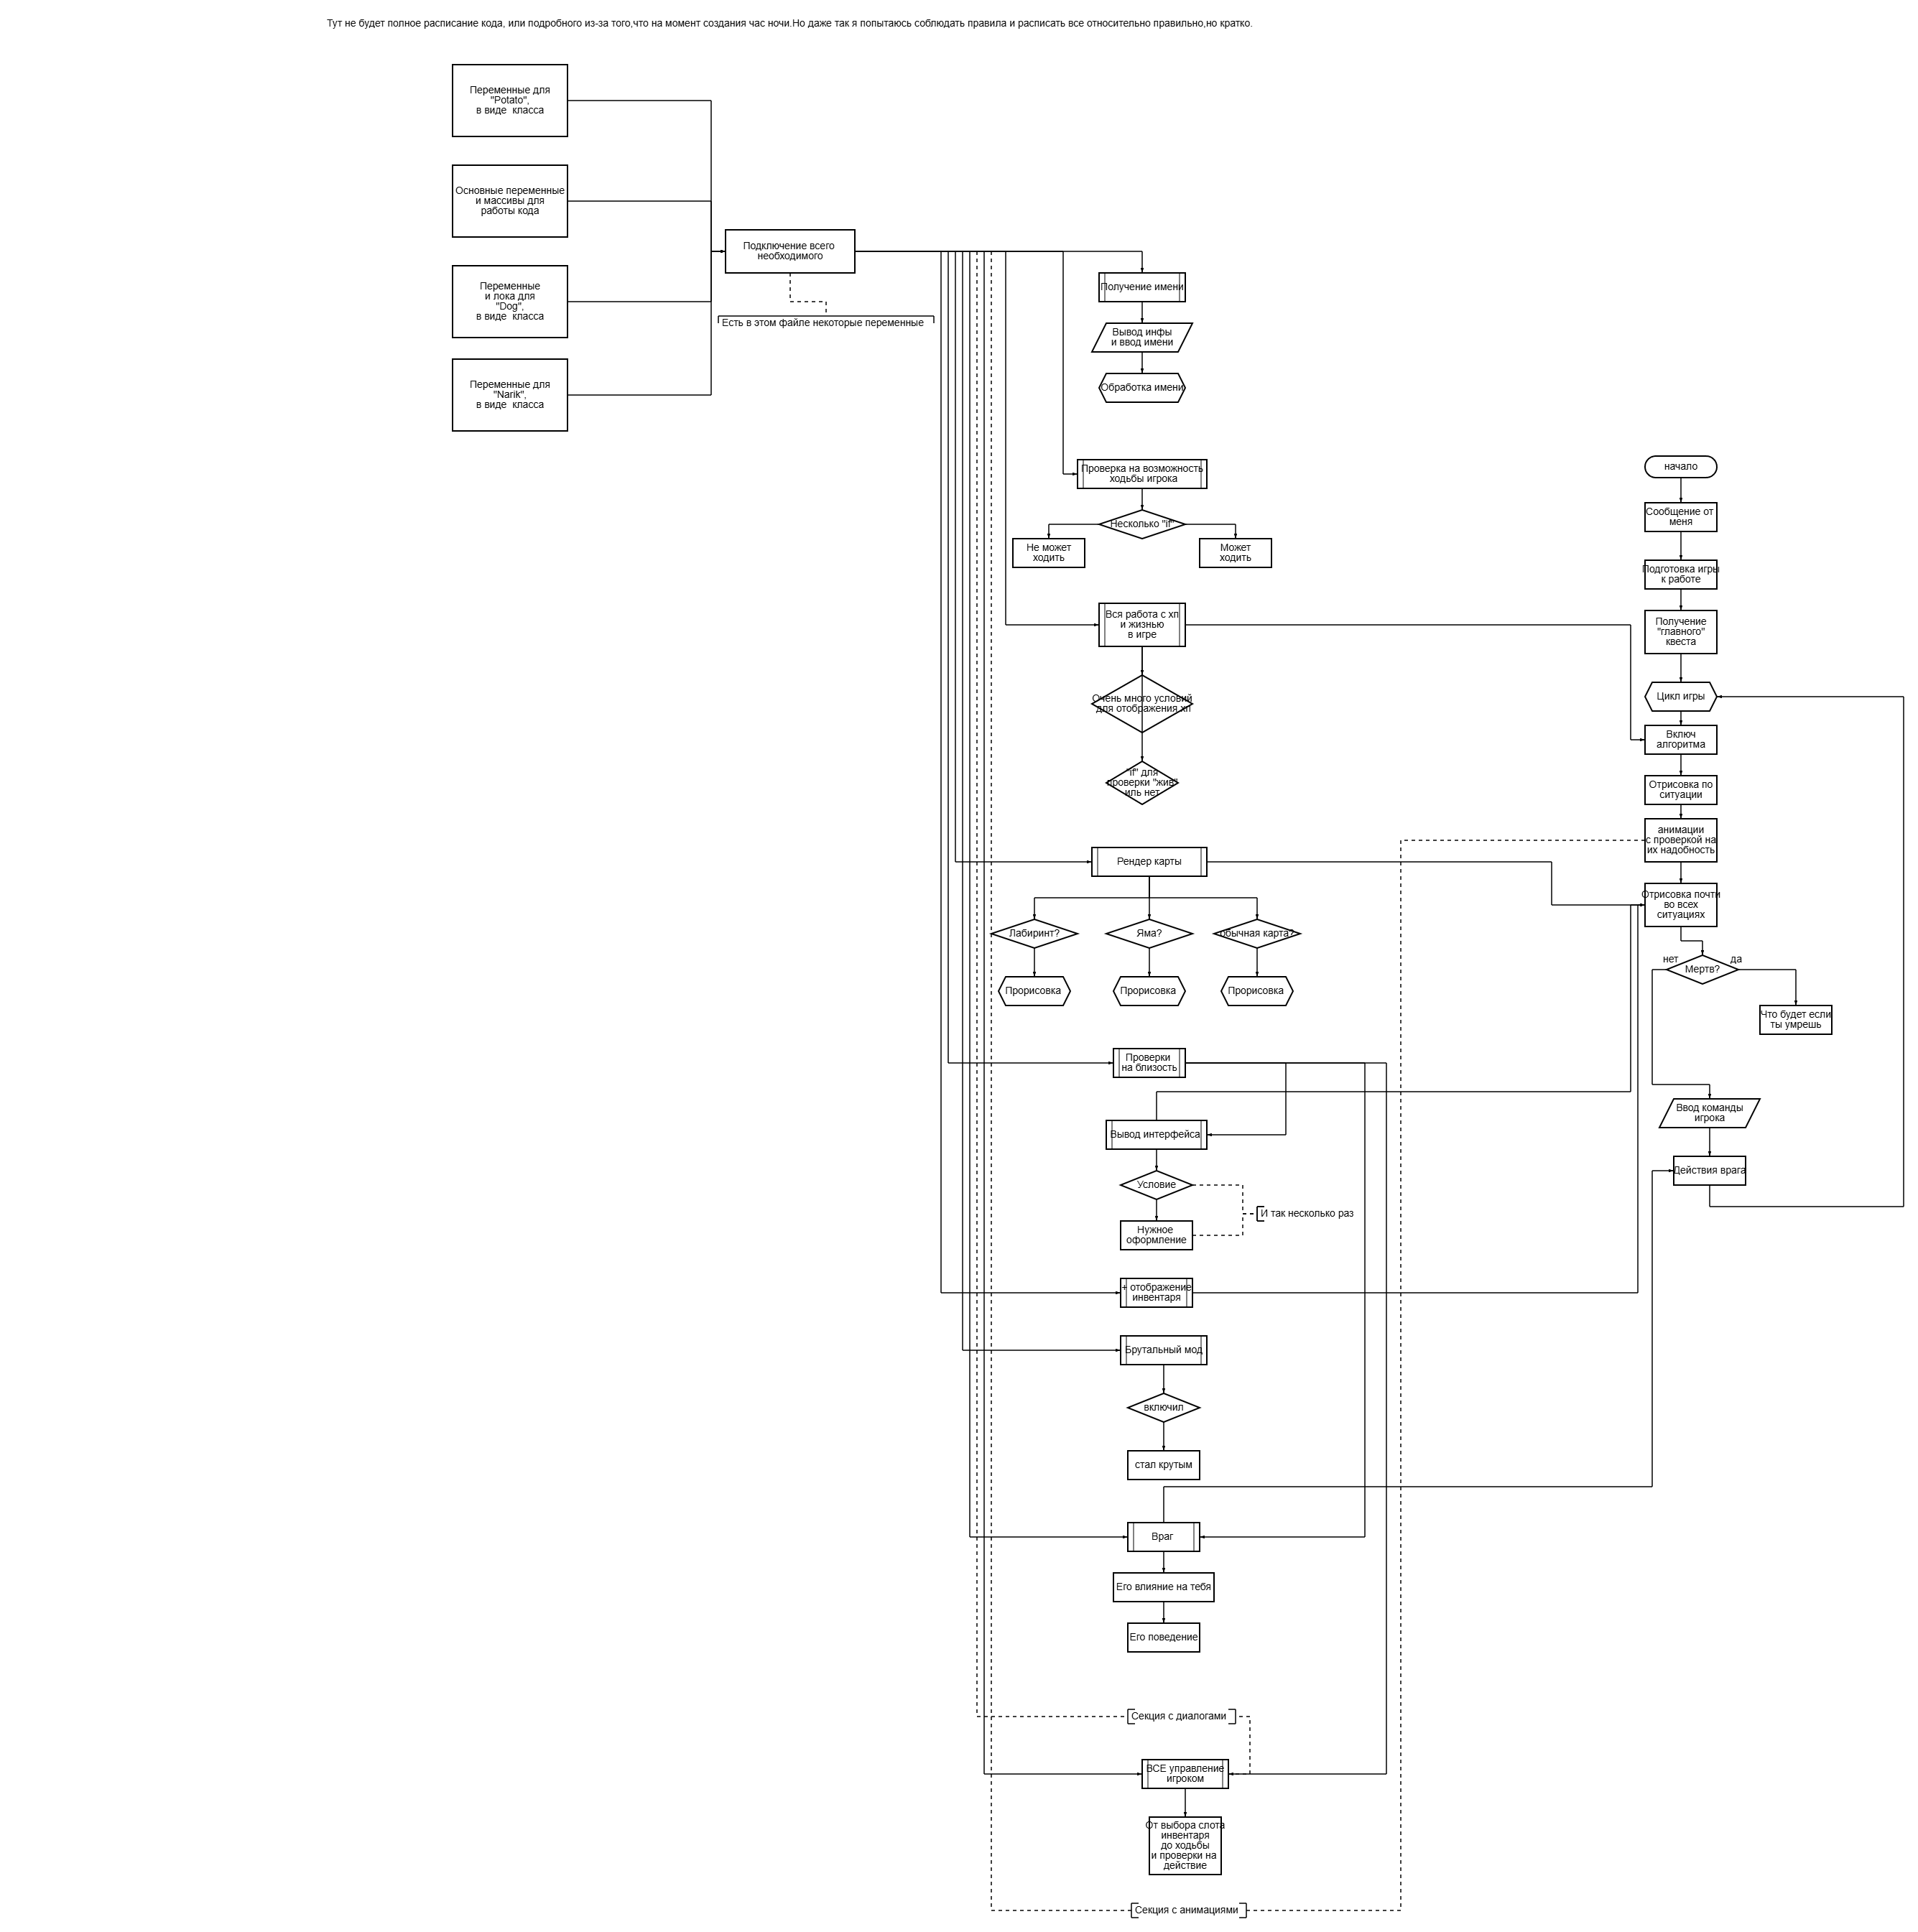 Тут не будет полное расписание кода, или подробного из-за того,что на момент создания час ночи.Но даже так я попытаюсь соблюдать правила и расписать все относительно правильно,но кратко.
Переменные для
"Potato",
в виде класса
Основные переменные
и массивы для
работы кода
Переменные
и лока для
"Dog",
в виде класса
Переменные для
"Narik",
в виде класса
Подключение всего
необходимого
Есть в этом файле некоторые переменные
Получение имени
Вывод инфы
и ввод имени
Обработка имени
Проверка на возможность
ходьбы игрока
Несколько "if"
Не может
ходить
Может
ходить
Вся работа с хп
и жизнью
в игре
Очень много условий
для отображения хп
"if" для
проверки "жив"
иль нет
Рендер карты
Лабиринт?
Яма?
обычная карта?
Прорисовка
Прорисовка
Прорисовка
Проверки
на близость
Вывод интерфейса
Условие
Нужное
оформление
И так несколько раз
+ отображение
инвентаря
Брутальный мод
включил
стал крутым
Враг
Его влияние на тебя
Его поведение
Секция с диалогами
ВСЕ управление
игроком
От выбора слота
инвентаря
до ходьбы
и проверки на
действие
Секция с анимациями
начало
Сообщение от
меня
Подготовка игры
к работе
Получение
"главного"
квеста
Цикл игры
Включ
алгоритма
Отрисовка по
ситуации
анимации
с проверкой на
их надобность
Отрисовка почти
во всех
ситуациях
нет
Мертв?
да
Что будет если
ты умрешь
Ввод команды
игрока
Действия врага